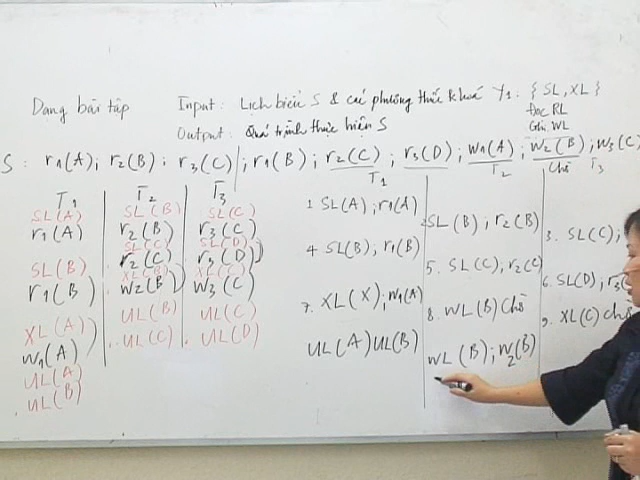 Dạng bài tập
Input: Lịch biểu S & các phương thức khoá
Y1: { SL, XL }
Đọc RL
Ghi WL
Output: Quá trình thực hiện S
S: r1(A); r2(B); r3(C); r1(B); r2(C); r3(D); w1(A); w2(B); w3(C)
T1 T2 Chờ T3
T1 T2 T3
SL(A) SL(B) SL(C)
r1(A) r2(B) r3(C)
SL(C) SL(D)
r2(C) r3(D)
SL(B) XL(B) XL(C)
r1(B) w2(B) w3(C)
XL(A) UL(B) UL(C)
w1(A) UL(C) UL(D)
UL(A)
UL(B)
1 SL(A); r1(A)
2 SL(B); r2(B)
3. SL(C);
4 SL(B); r1(B)
5. SL(C), r2(C)
6. SL(D); r3
7. XL(X), w1(A)
8. WL(B) Chờ
9. XL(C) chờ
UL(A) UL(B)
WL(B); w2(B)